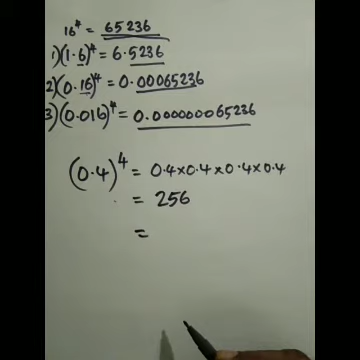 16⁴ = 65236
1) (1.6)⁴ = 6.5236
2) (0.16)⁴ = 0.00065236
3) (0.016)⁴ = 0.000000065236
(0.4)⁴ = 0.4×0.4×0.4×0.4
= 256
=